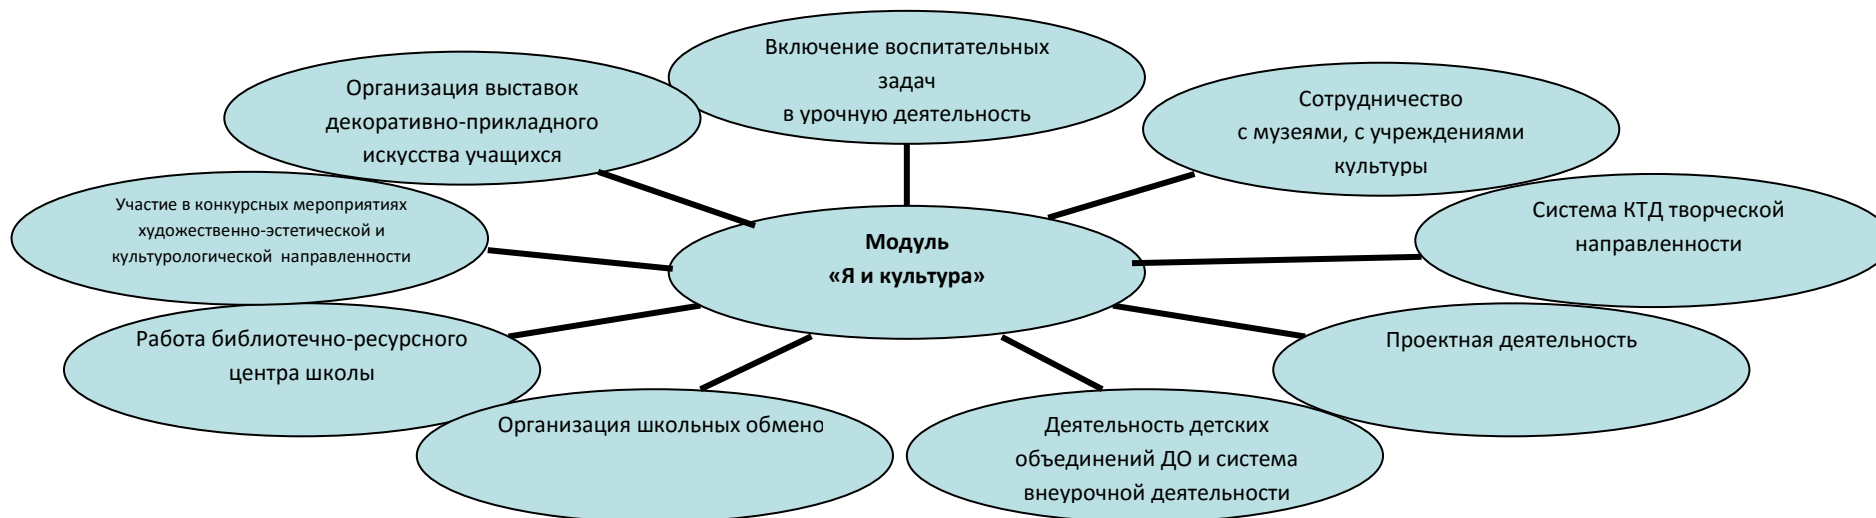 Включение воспитательных
задач
в урочную деятельность
Организация выставок
декоративно-прикладного
искусства учащихся
Сотрудничество
с музеями, с учреждениями
культуры
Участие в конкурсных мероприятиях
художественно-эстетической и
культурологической направленности
Система КТД творческой
направленности
Модуль
«Я и культура»
Работа библиотечно-ресурсного
центра школы
Проектная деятельность
Организация школьных обмено
Деятельность детских
объединений ДО и система
внеурочной деятельности